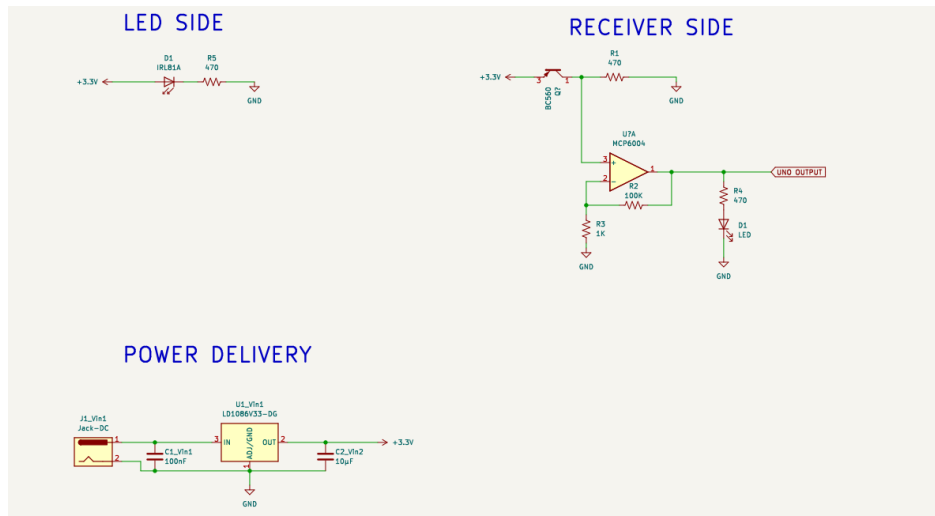 LED SIDE
RECEIVER SIDE
D1
IRL81A
R5
470
+3.3V
GND
R1
470
+3.3V
3
1
BC560
Q?
GND
U?A
MCP6004
3
+
2
-
1
UNO OUTPUT
R2
100K
R4
470
R3
1K
D1
LED
GND
GND
POWER DELIVERY
J1_Vin1
Jack-DC
U1_Vin1
LD1086V33-DG
1
2
3
IN
OUT
2
ADJ/GND
1
+3.3V
C1_Vin1
100nF
C2_Vin2
10µF
GND